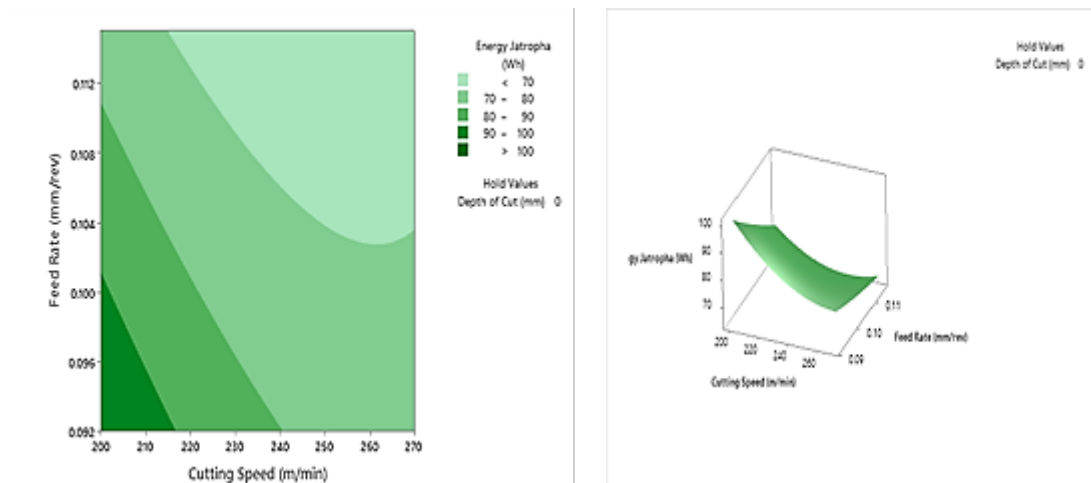 Energy Jatropha
(Wh)
< 70
70 – 80
80 – 90
90 – 100
> 100
Hold Values
Depth of Cut (mm) 0
0.112
0.108
0.104
0.100
0.096
0.092
Feed Rate (mm/rev)
200 210 220 230 240 250 260 270
Cutting Speed (m/min)
Hold Values
Depth of Cut (mm) 0
100
90
80
70
gy Jatropha (Wh)
200 220 240 260
Cutting Speed (m/min)
0.09 0.10 0.11
Feed Rate (mm/rev)